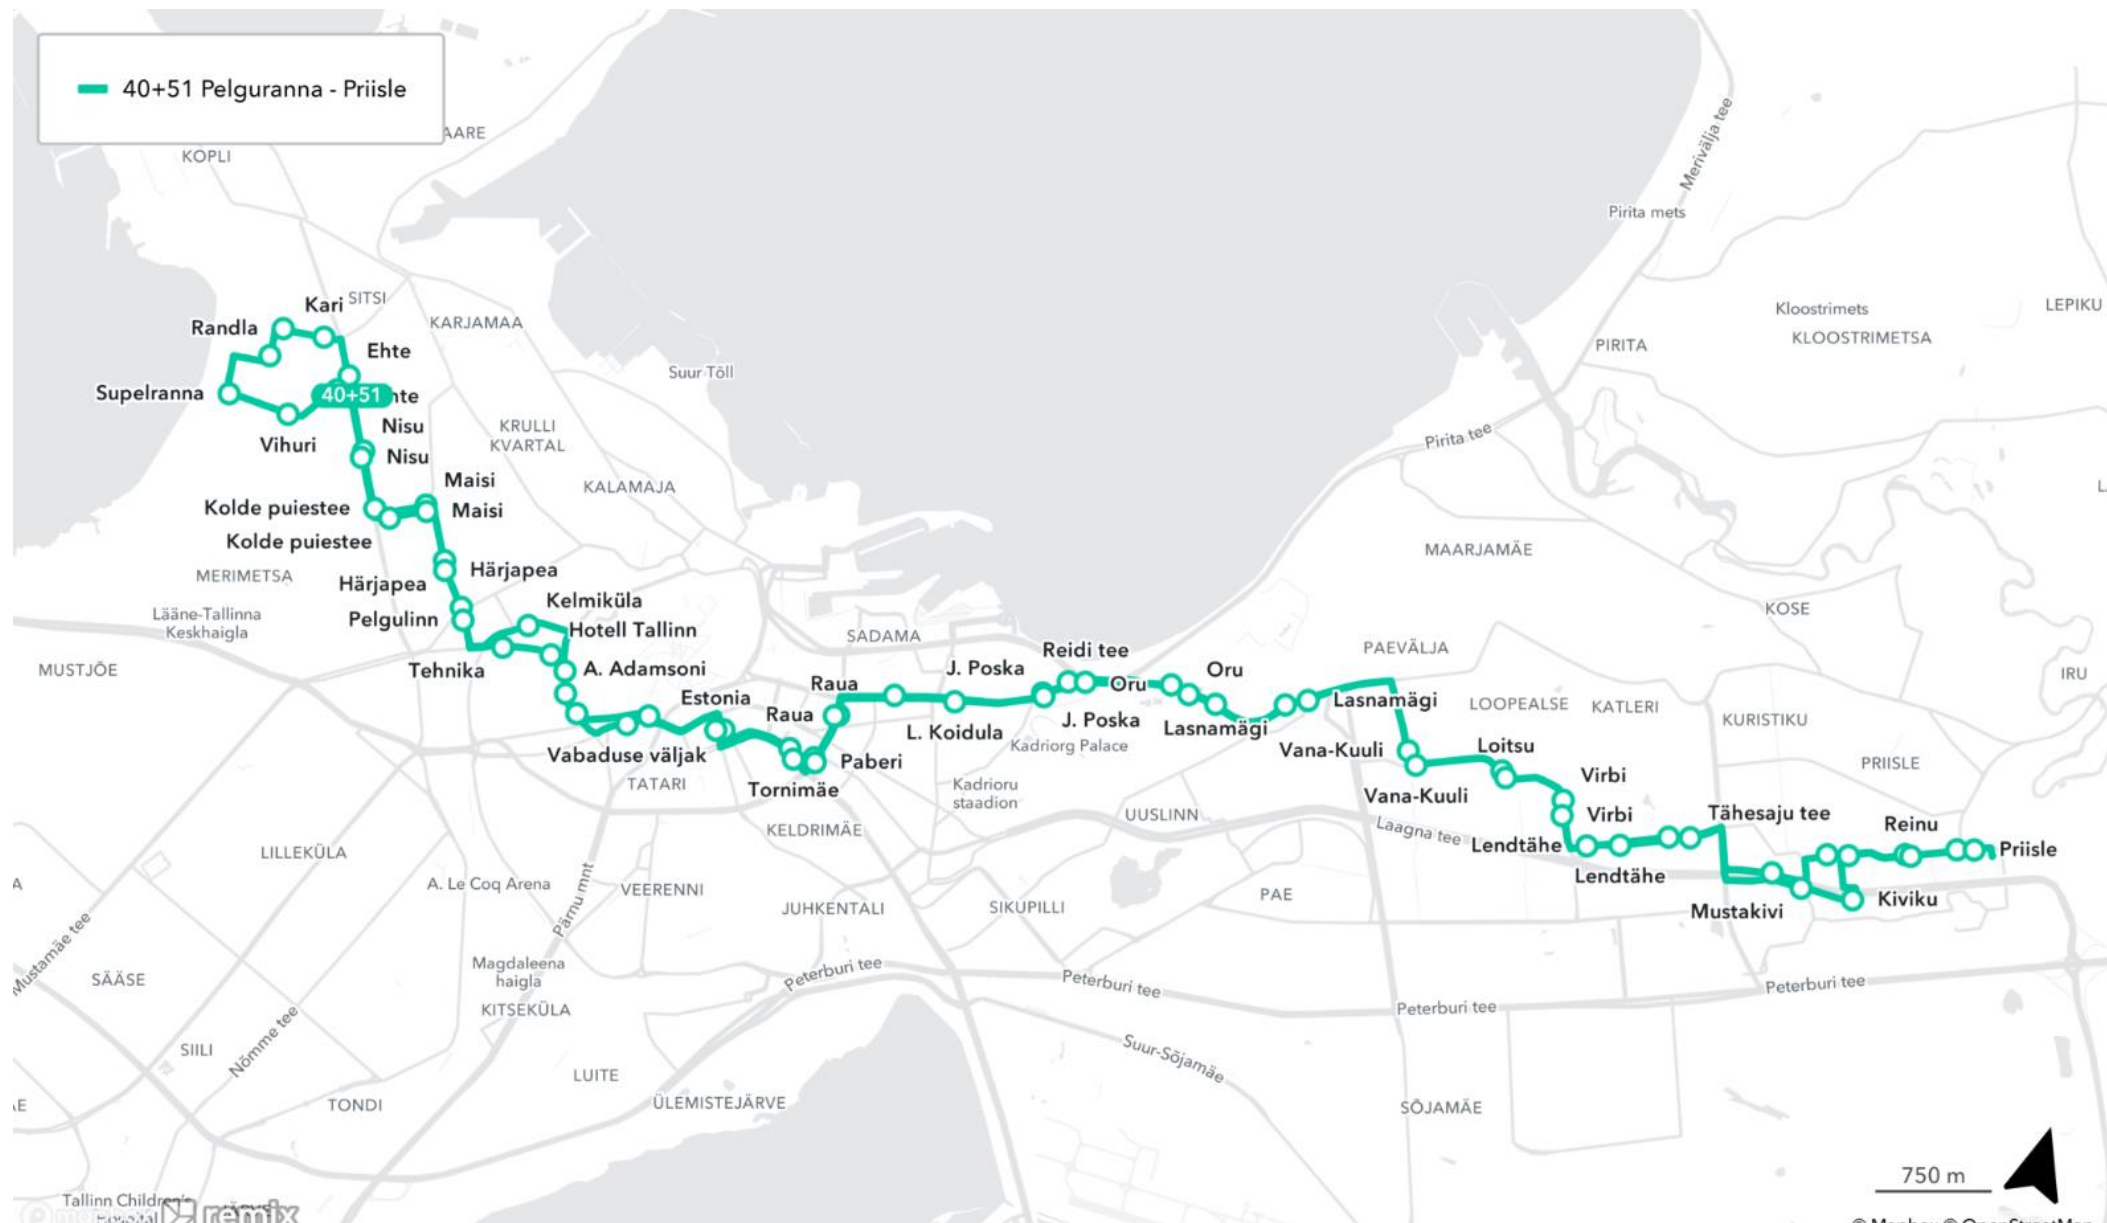 40+51 Pelguranna - Priisle
AARE
KOPLI
Merivälja tee
Pirita mets
Kari
SITSI
Randla
KARJAMAA
Kloostrimets
LEPIKU
KLOOSTRIMETSA
PIRITA
Ehte
Suur Tõll
Supelranna
40+51
hte
Nisu
KRULLI
KVARTAL
Pirita tee
Vihuri
Nisu
Maisi
KALAMAJA
Kolde puiestee
Maisi
Kolde puiestee
MAARJAMÄE
MERIMETSA
Härjapea
Härjapea
Kelmiküla
KOSE
Lääne-Tallinna
Keskhaigla
Pelgulinn
Hotell Tallinn
SADAMA
Reidi tee
PAEVÄLJA
MUSTJÕE
Tehnika
A. Adamsoni
J. Poska
Oru
IRU
Estonia
Raua
Oru
Lasnamägi
LOOPEALSE
KATLERI
Raua
J. Poska
KURISTIKU
L. Koidula
Lasnamägi
Kadriorg Palace
Vana-Kuuli
Loitsu
Vabaduse väljak
Paberi
PRIISLE
TATARI
Tornimäe
Kadrioru
staadion
Vana-Kuuli
Virbi
UUSLINN
Virbi
Tähesaju tee
KELDRIMÄE
Laagna tee
Reinu
Lendtähe
Priisle
LILLEKÜLA
Lendtähe
A
A. Le Coq Arena
VEERENNI
PAE
Kiviku
Pärnu mnt
JUHKENTALI
SIKUPILLI
Mustakivi
Mustamäe tee
Magdaleena
haigla
Peterburi tee
SÄÄSE
Peterburi tee
Peterburi tee
Peterburi tee
KITSEKÜLA
Nõmme tee
SIILI
Suur-Sõjamäe
LUITE
TONDI
ÜLEMISTEJÄRVE
SÕJAMÄE
750 m
Tallinn Children's
remix
© Mapbox © OpenStreetMap